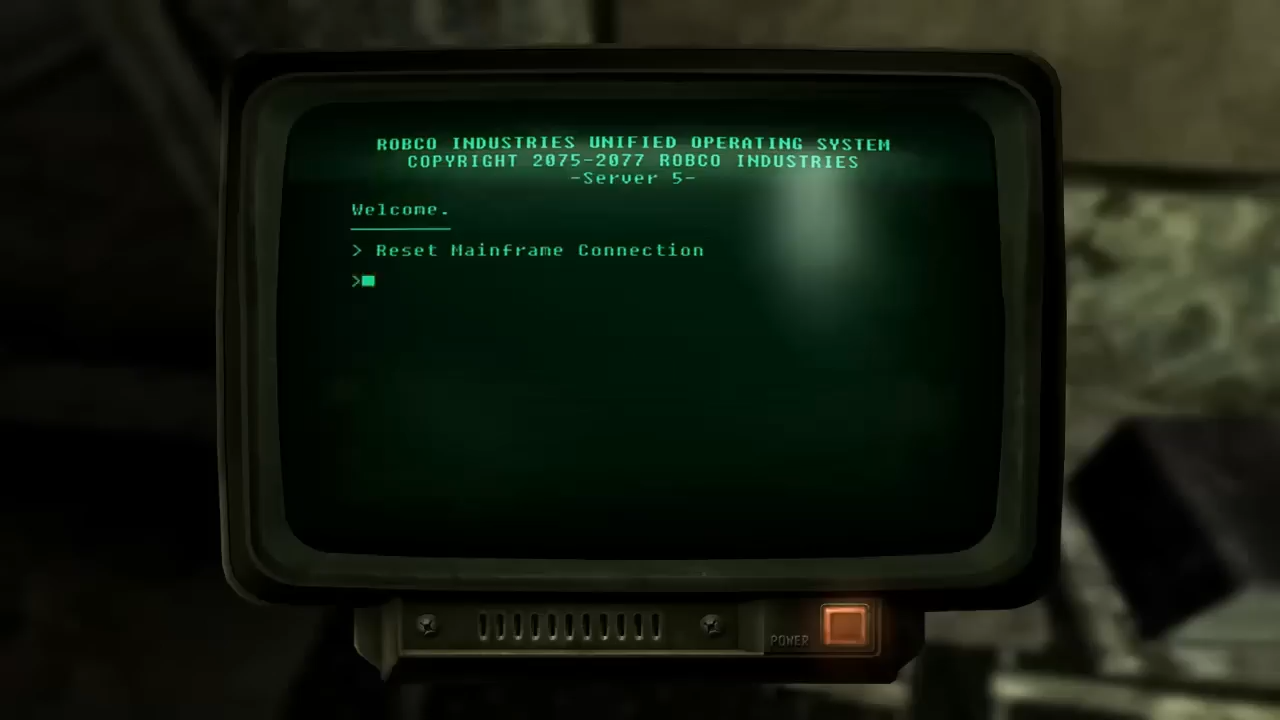 ROBCO INDUSTRIES UNIFIED OPERATING SYSTEM
COPYRIGHT 2075-2077 ROBCO INDUSTRIES
-Server 5-
Welcome.
> Reset Mainframe Connection
>
POWER